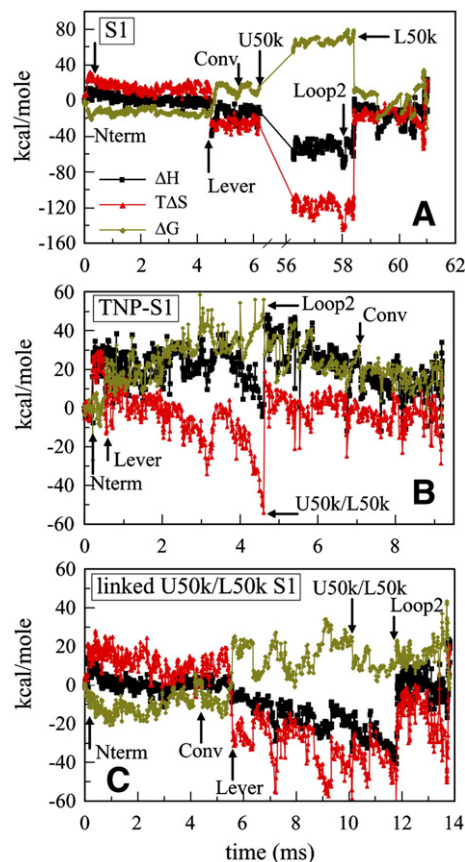 S1
80
40
0
-40
-80
-120
-160
kcal/mole
Conv
U50k
L50k
Nterm
Lever
Loop2
ΔH
TΔS
ΔG
A
0 2 4 6 56 58 60 62
TNP-S1
60
40
20
0
-20
-40
-60
kcal/mole
Loop2
Conv
Nterm
Lever
U50k/L50k
B
0 2 4 6 8
linked U50k/L50k S1
60
40
20
0
-20
-40
-60
kcal/mole
U50k/L50k
Loop2
Nterm
Conv
Lever
C
0 2 4 6 8 10 12 14
time (ms)